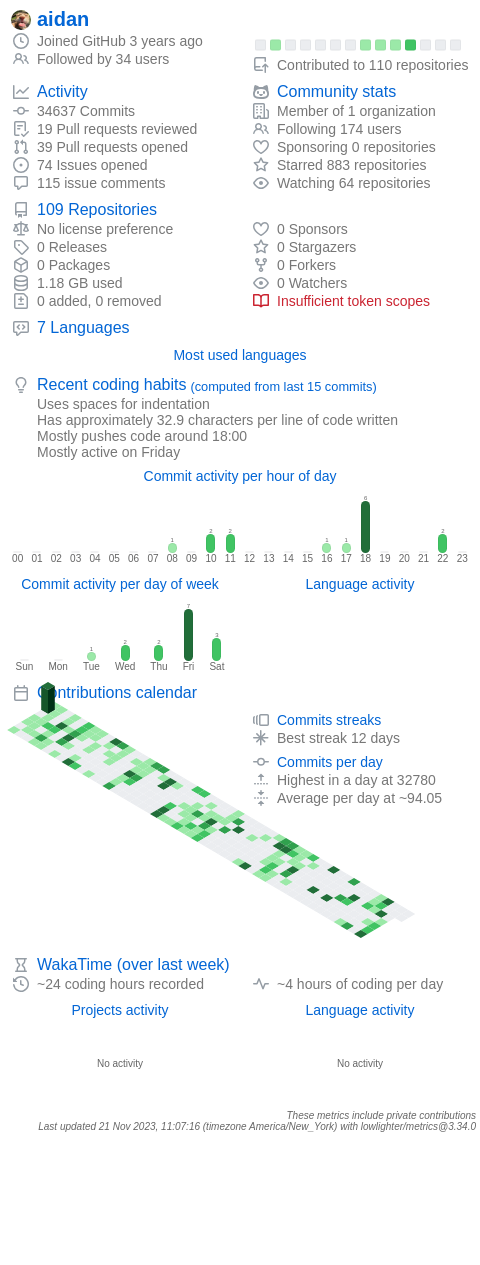 aidan
Joined GitHub 3 years ago
Followed by 34 users
Contributed to 110 repositories
Activity
34637 Commits
19 Pull requests reviewed
39 Pull requests opened
74 Issues opened
115 issue comments
Community stats
Member of 1 organization
Following 174 users
Sponsoring 0 repositories
Starred 883 repositories
Watching 64 repositories
109 Repositories
No license preference
0 Releases
0 Packages
1.18 GB used
0 added, 0 removed
0 Sponsors
0 Stargazers
0 Forkers
0 Watchers
Insufficient token scopes
7 Languages
Most used languages
Recent coding habits (computed from last 15 commits)
Uses spaces for indentation
Has approximately 32.9 characters per line of code written
Mostly pushes code around 18:00
Mostly active on Friday
Commit activity per hour of day
1 2 2 1 1 6 2
00 01 02 03 04 05 06 07 08 09 10 11 12 13 14 15 16 17 18 19 20 21 22 23
Commit activity per day of week
1 2 2 7 3
Sun Mon Tue Wed Thu Fri Sat
Language activity
Contributions calendar
Commits streaks
Best streak 12 days
Commits per day
Highest in a day at 32780
Average per day at ~94.05
WakaTime (over last week)
~24 coding hours recorded
~4 hours of coding per day
Projects activity
No activity
Language activity
No activity
These metrics include private contributions
Last updated 21 Nov 2023, 11:07:16 (timezone America/New_York) with lowlighter/metrics@3.34.0